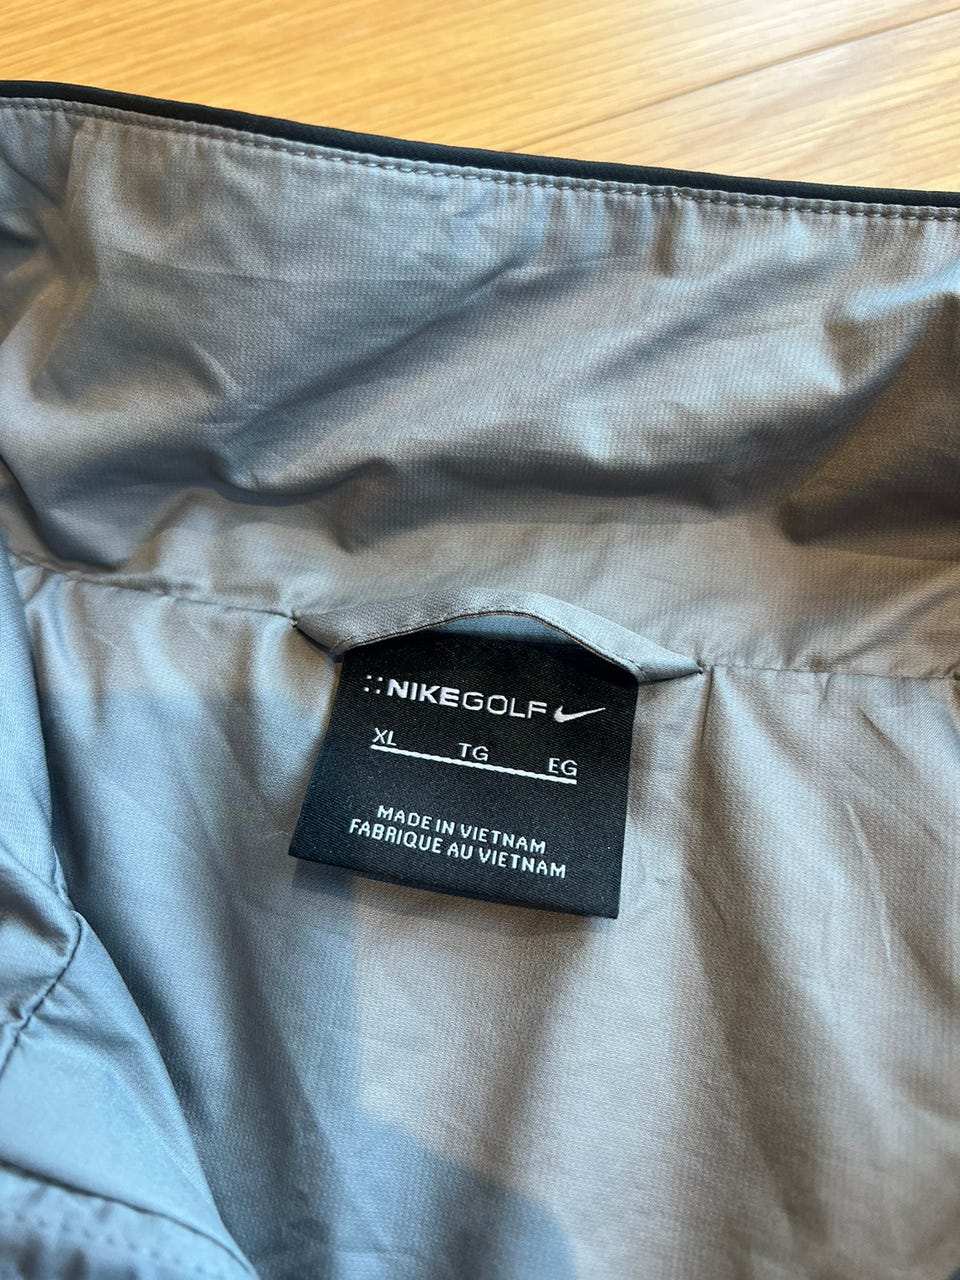 NIKEGOLF
XL TG EG
MADE IN VIETNAM
FABRIQUE AU VIETNAM